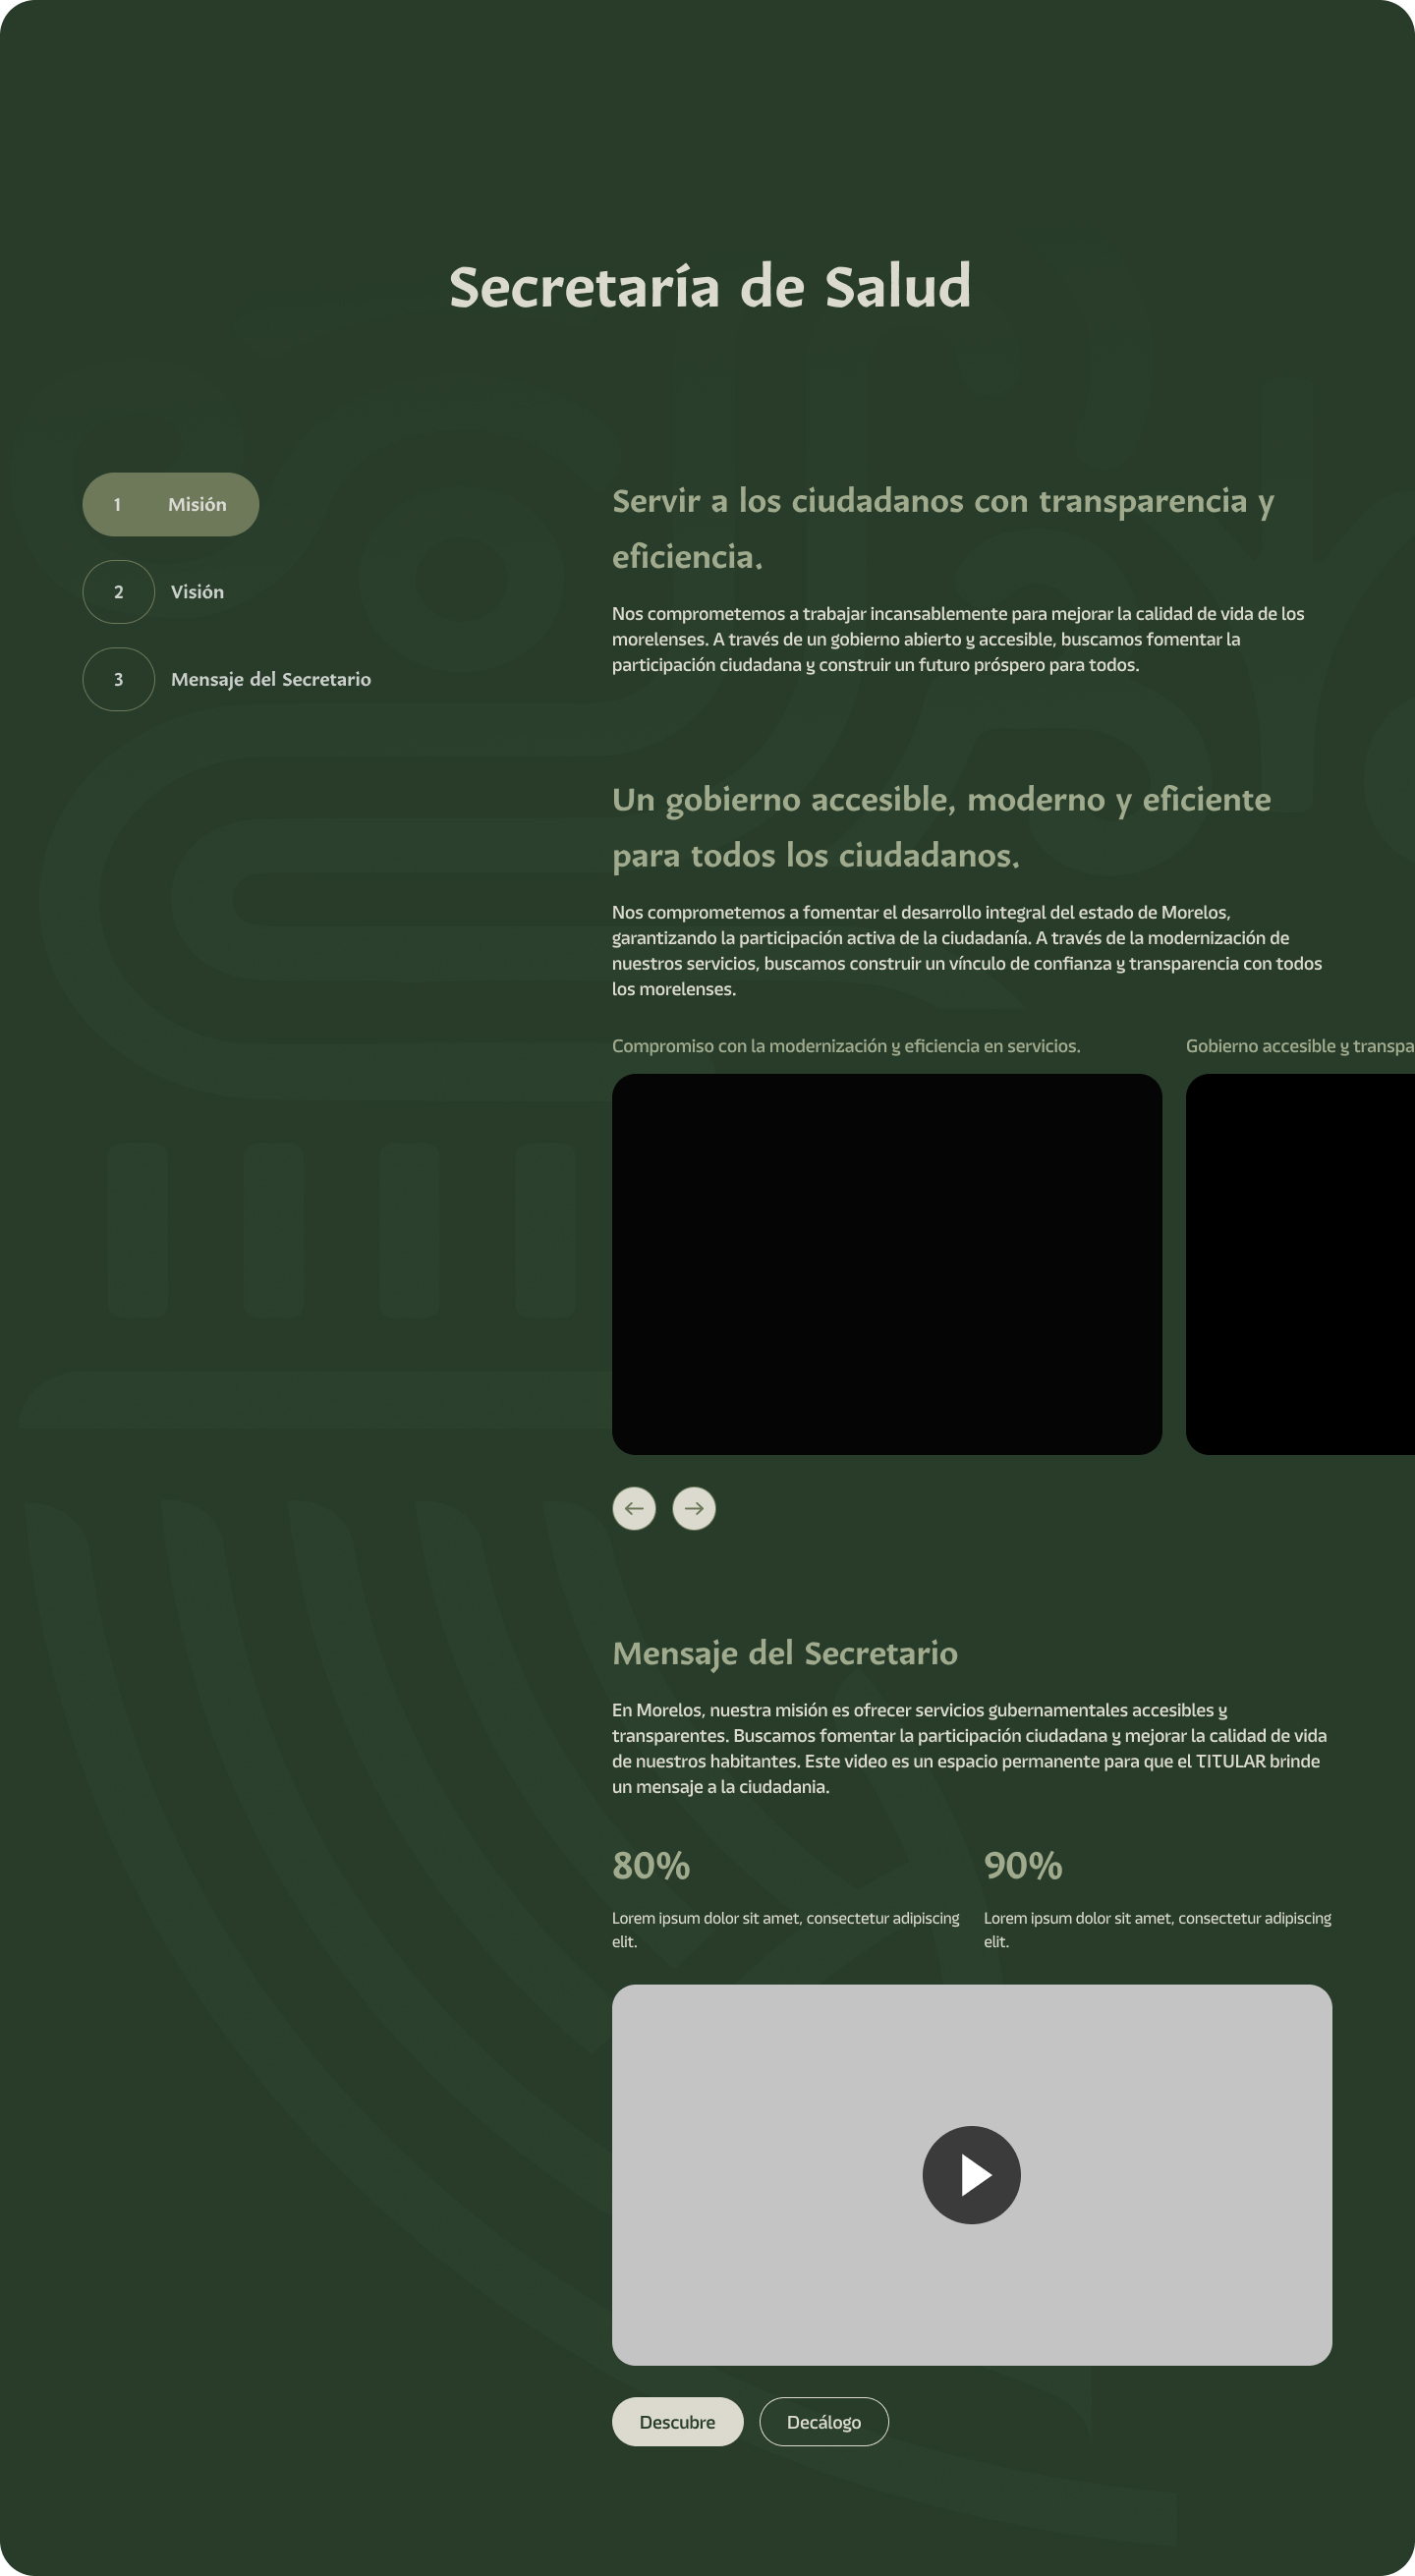 Secretaría de Salud
1 Misión
2 Visión
3 Mensaje del Secretario
Servir a los ciudadanos con transparencia y
eficiencia.
Nos comprometemos a trabajar incansablemente para mejorar la calidad de vida de los
morelenses. A través de un gobierno abierto y accesible, buscamos fomentar la
participación ciudadana y construir un futuro próspero para todos.
Un gobierno accesible, moderno y eficiente
para todos los ciudadanos.
Nos comprometemos a fomentar el desarrollo integral del estado de Morelos,
garantizando la participación activa de la ciudadanía. A través de la modernización de
nuestros servicios, buscamos construir un vínculo de confianza y transparencia con todos
los morelenses.
Compromiso con la modernización y eficiencia en servicios.
Gobierno accesible y transpa
Mensaje del Secretario
En Morelos, nuestra misión es ofrecer servicios gubernamentales accesibles y
transparentes. Buscamos fomentar la participación ciudadana y mejorar la calidad de vida
de nuestros habitantes. Este video es un espacio permanente para que el TITULAR brinde
un mensaje a la ciudadania.
80%
Lorem ipsum dolor sit amet, consectetur adipiscing
elit.
90%
Lorem ipsum dolor sit amet, consectetur adipiscing
elit.
Descubre
Decálogo